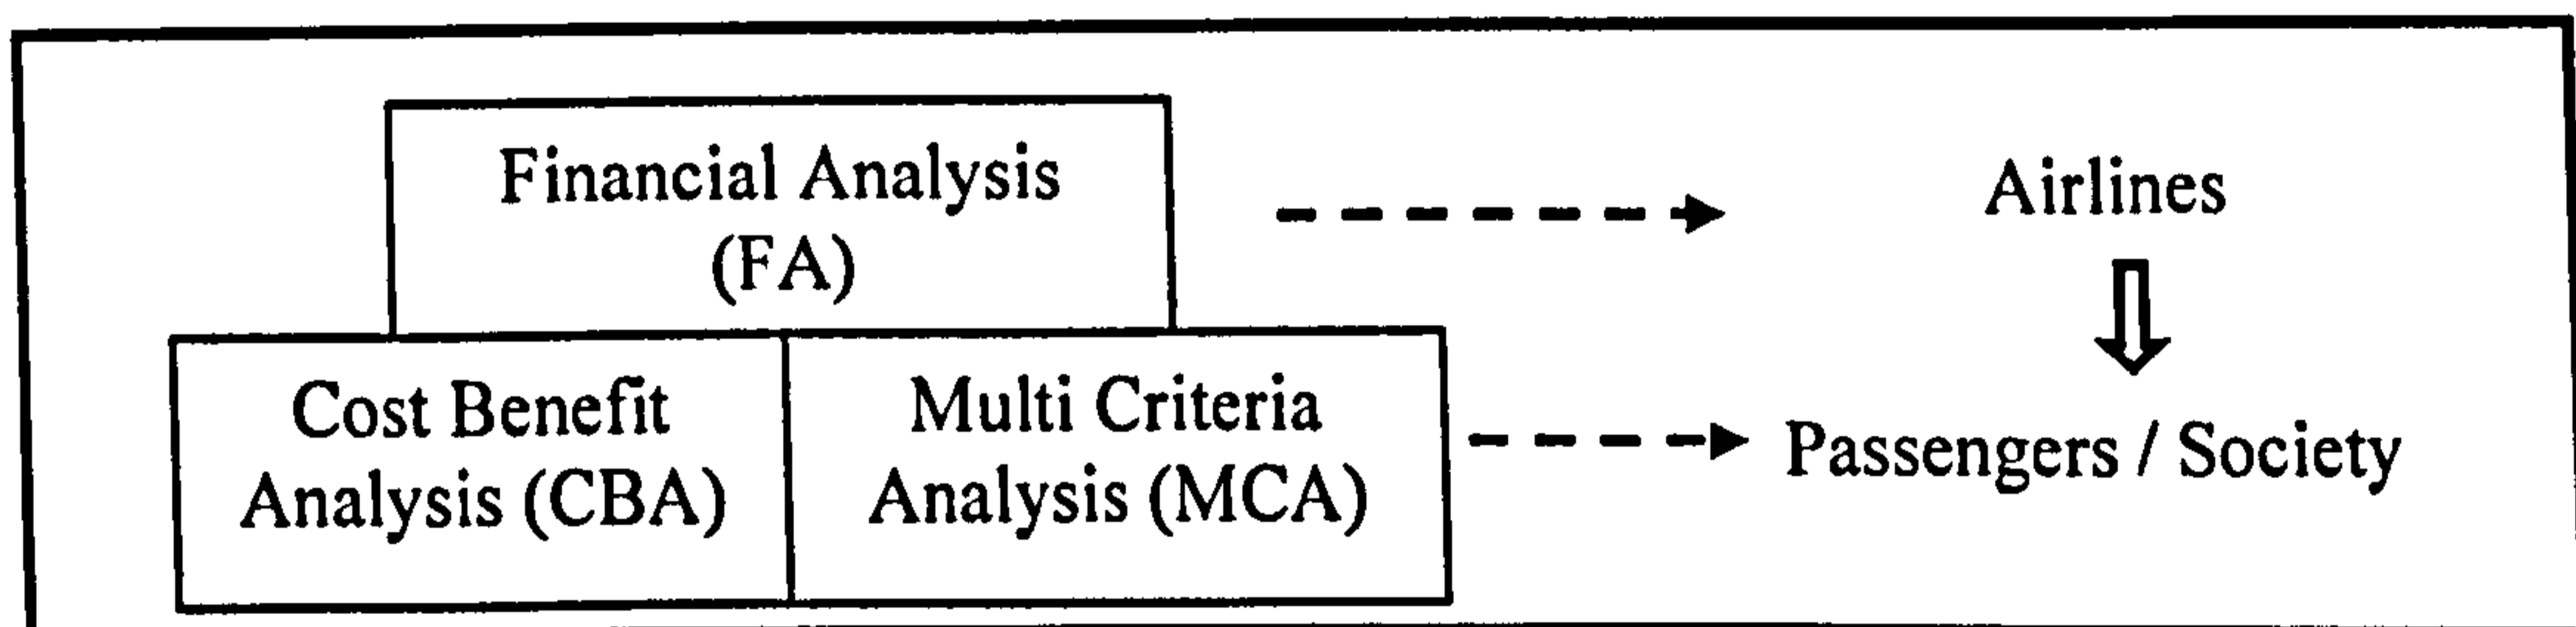 Financial Analysis
(FA)
Airlines
Cost Benefit
Analysis (CBA)
Multi Criteria
Analysis (MCA)
Passengers / Society